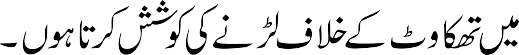 میں تھکاوٹ کے خلاف لڑنے کی کوشش کرتا ہوں ۔